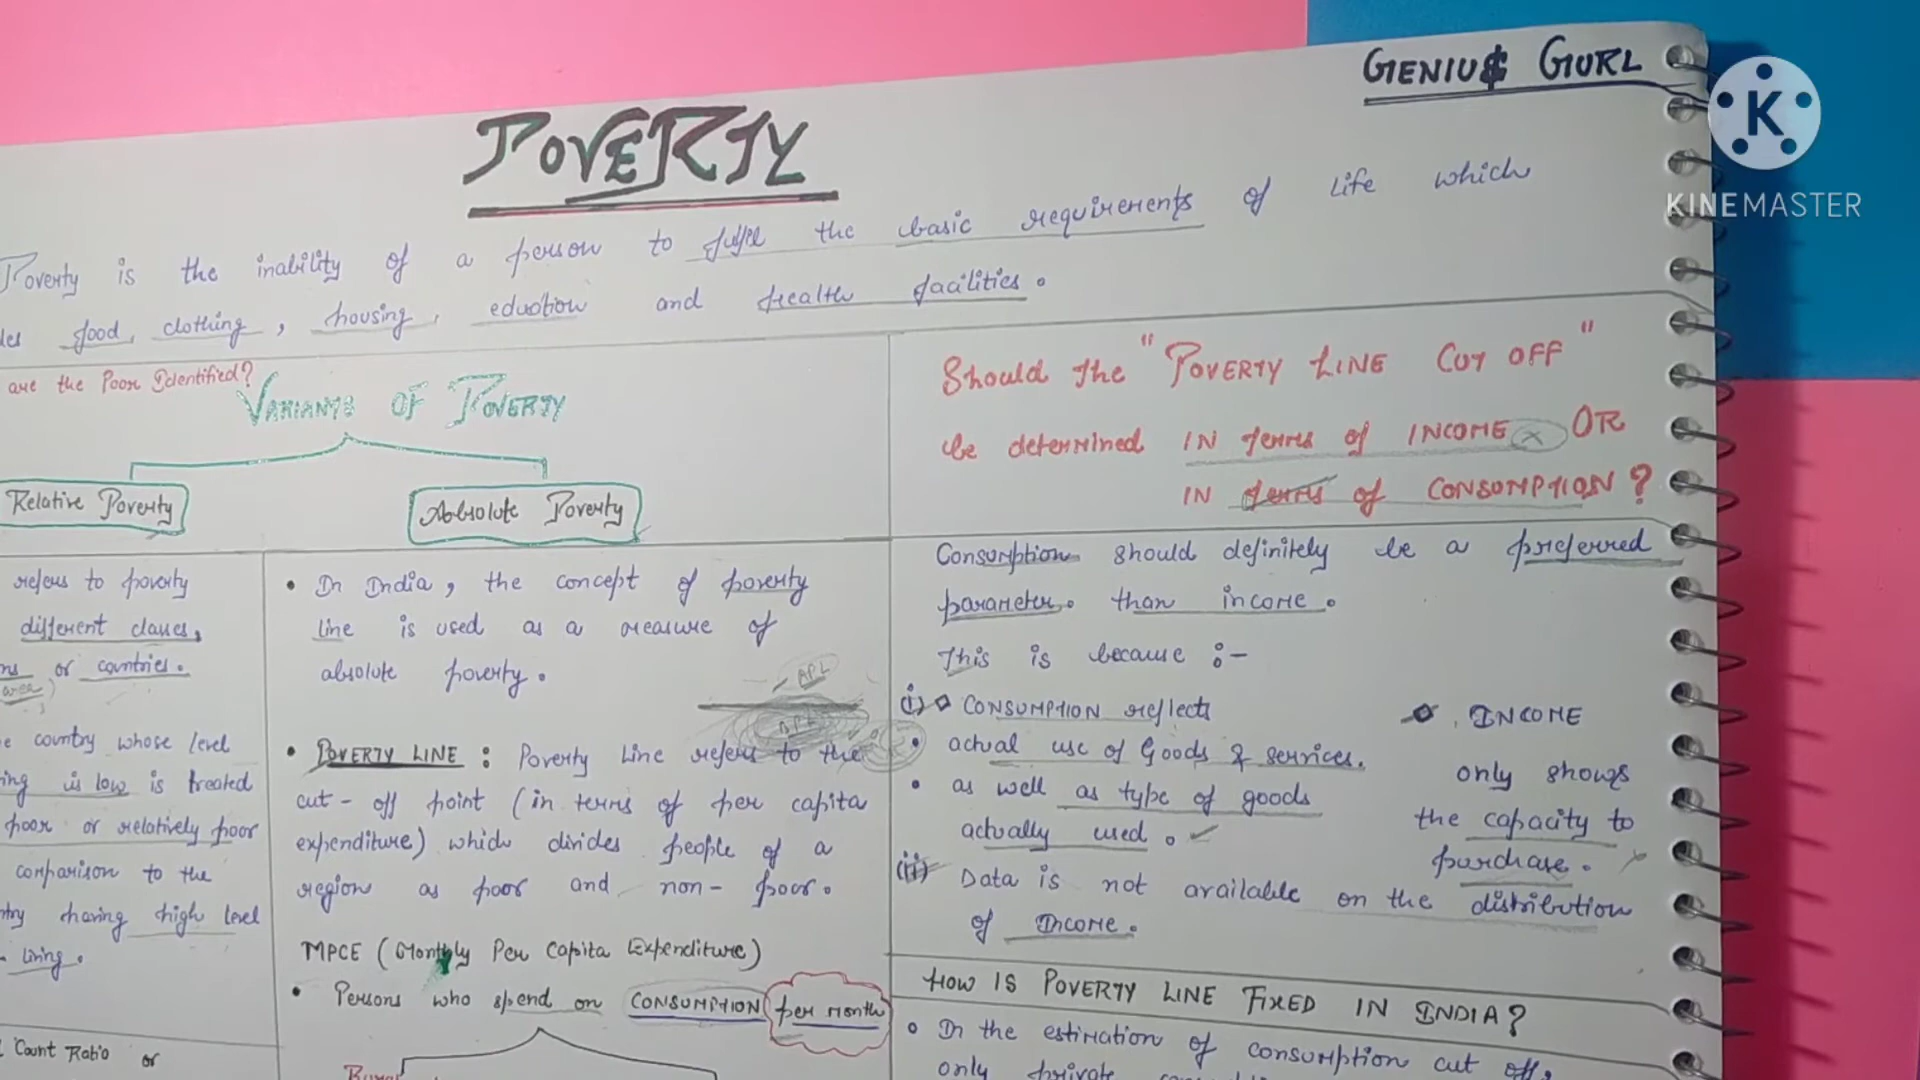 GENIU$ GURL
K
KINEMASTER
POVERTY
Poverty is the inability of a person to fulfil the basic requirements of life which
food, clothing, housing, eduction and health facilities.
are the Poor Identified?
VARIANTS OF POVERTY
Relative Poverty
Absolute Poverty
refers to poverty
different classes,
or countries.
area)
country whose level
is low is treated
poor or relatively poor
comparison to the
having high level
living.
Count Ratio or
• In India, the concept of poverty
line is used as a measure of
absolute poverty.
APL
BPL
• POVERTY LINE : Poverty Line refers to the
cut-off point (in terms of per capita
expenditure) which divides people of a
region as poor and non-poor.
MPCE (Monthly Per Capita Expenditure)
• Persons who spend on CONSUMPTION per month
Rural
Should the "POVERTY LINE CUT OFF"
be determined IN terms of INCOME x OR
IN terms of CONSUMPTION?
Consumption should definitely be a preferred
parameter. than income.
This is because :-
(i) CONSUMPTION reflects
• actual use of Goods & services.
• as well as type of goods
actually used.
INCOME
only shows
the capacity to
purchase.
(ii) Data is not available on the distribution
of Income.
HOW IS POVERTY LINE FIXED IN INDIA?
In the estimation of consumption cut off,
only private